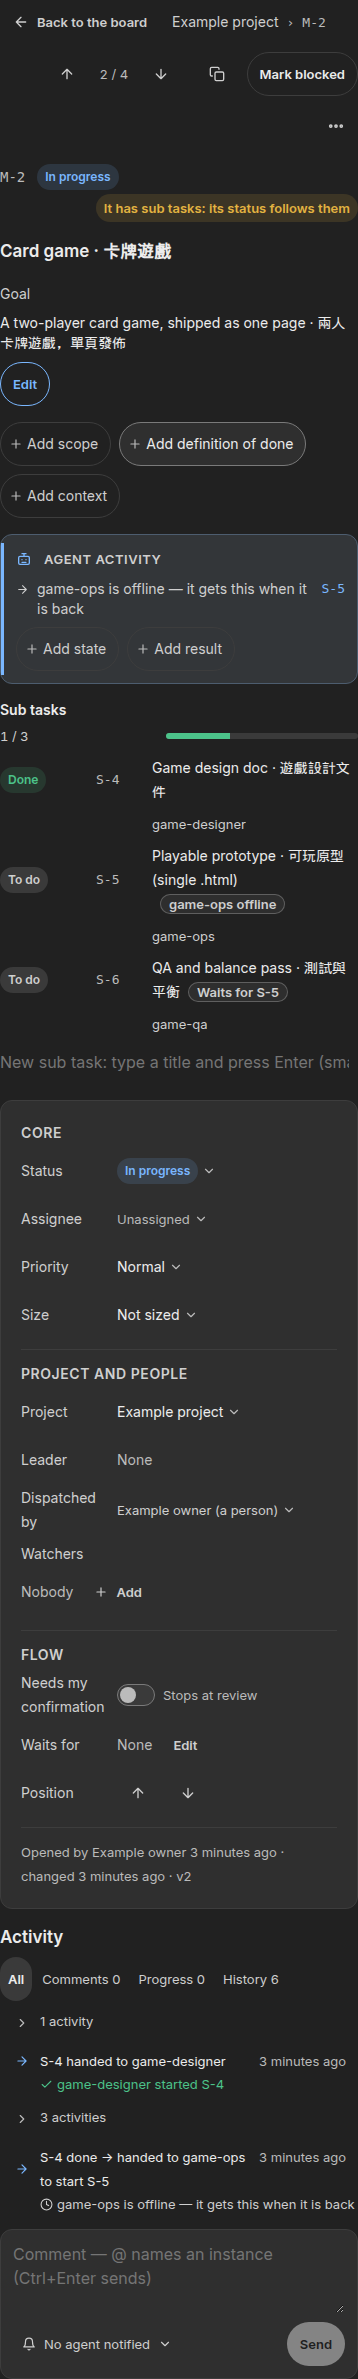 Back to the board Example project › M-2
2 / 4 Mark blocked
M-2 In progress
It has sub tasks: its status follows them
Card game · 卡牌遊戲
Goal
A two-player card game, shipped as one page · 兩人
卡牌遊戲，單頁發佈
Edit
Add scope Add definition of done
Add context
AGENT ACTIVITY
→ game-ops is offline — it gets this when it S-5
is back
Add state Add result
Sub tasks
1 / 3
Done S-4 Game design doc · 遊戲設計文
件
game-designer
To do S-5 Playable prototype · 可玩原型
(single .html)
game-ops offline
game-ops
To do S-6 QA and balance pass · 測試與
平衡 Waits for S-5
game-qa
New sub task: type a title and press Enter (sma
CORE
Status In progress
Assignee Unassigned
Priority Normal
Size Not sized
PROJECT AND PEOPLE
Project Example project
Leader None
Dispatched
by Example owner (a person)
Watchers
Nobody + Add
FLOW
Needs my
confirmation Stops at review
Waits for None Edit
Position
Opened by Example owner 3 minutes ago ·
changed 3 minutes ago · v2
Activity
All Comments 0 Progress 0 History 6
1 activity
S-4 handed to game-designer 3 minutes ago
✓ game-designer started S-4
3 activities
S-4 done → handed to game-ops 3 minutes ago
to start S-5
game-ops is offline — it gets this when it is back
Comment — @ names an instance
(Ctrl+Enter sends)
No agent notified Send